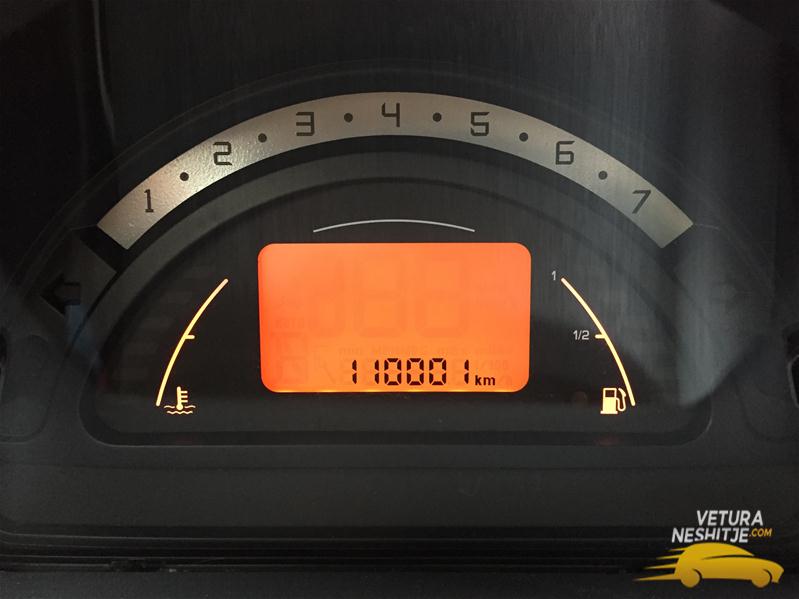 1 2 3 4 5 6 7
1
1/2
110001 km
VETURA
NESHITJE.COM